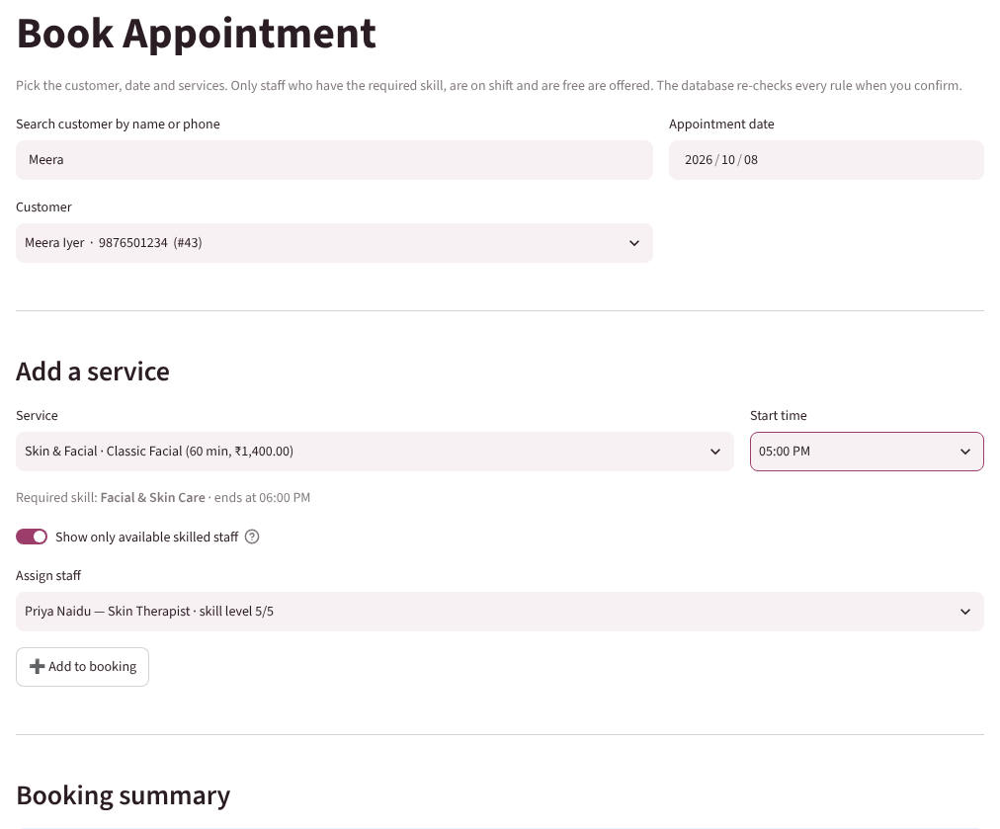 Book Appointment
Pick the customer, date and services. Only staff who have the required skill, are on shift and are free are offered. The database re-checks every rule when you confirm.
Search customer by name or phone
Appointment date
Meera
2026 / 10 / 08
Customer
Meera Iyer · 9876501234 (#43)
Add a service
Service
Start time
Skin & Facial · Classic Facial (60 min, ₹1,400.00)
05:00 PM
Required skill: Facial & Skin Care · ends at 06:00 PM
Show only available skilled staff
Assign staff
Priya Naidu — Skin Therapist · skill level 5/5
➕ Add to booking
Booking summary